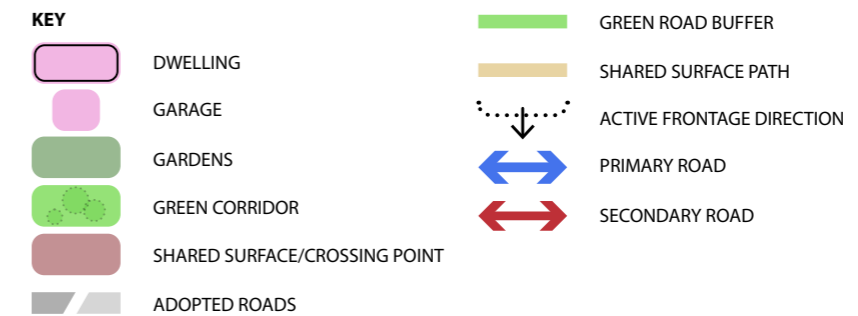 KEY
DWELLING
GARAGE
GARDENS
GREEN CORRIDOR
SHARED SURFACE/CROSSING POINT
ADOPTED ROADS
GREEN ROAD BUFFER
SHARED SURFACE PATH
ACTIVE FRONTAGE DIRECTION
PRIMARY ROAD
SECONDARY ROAD